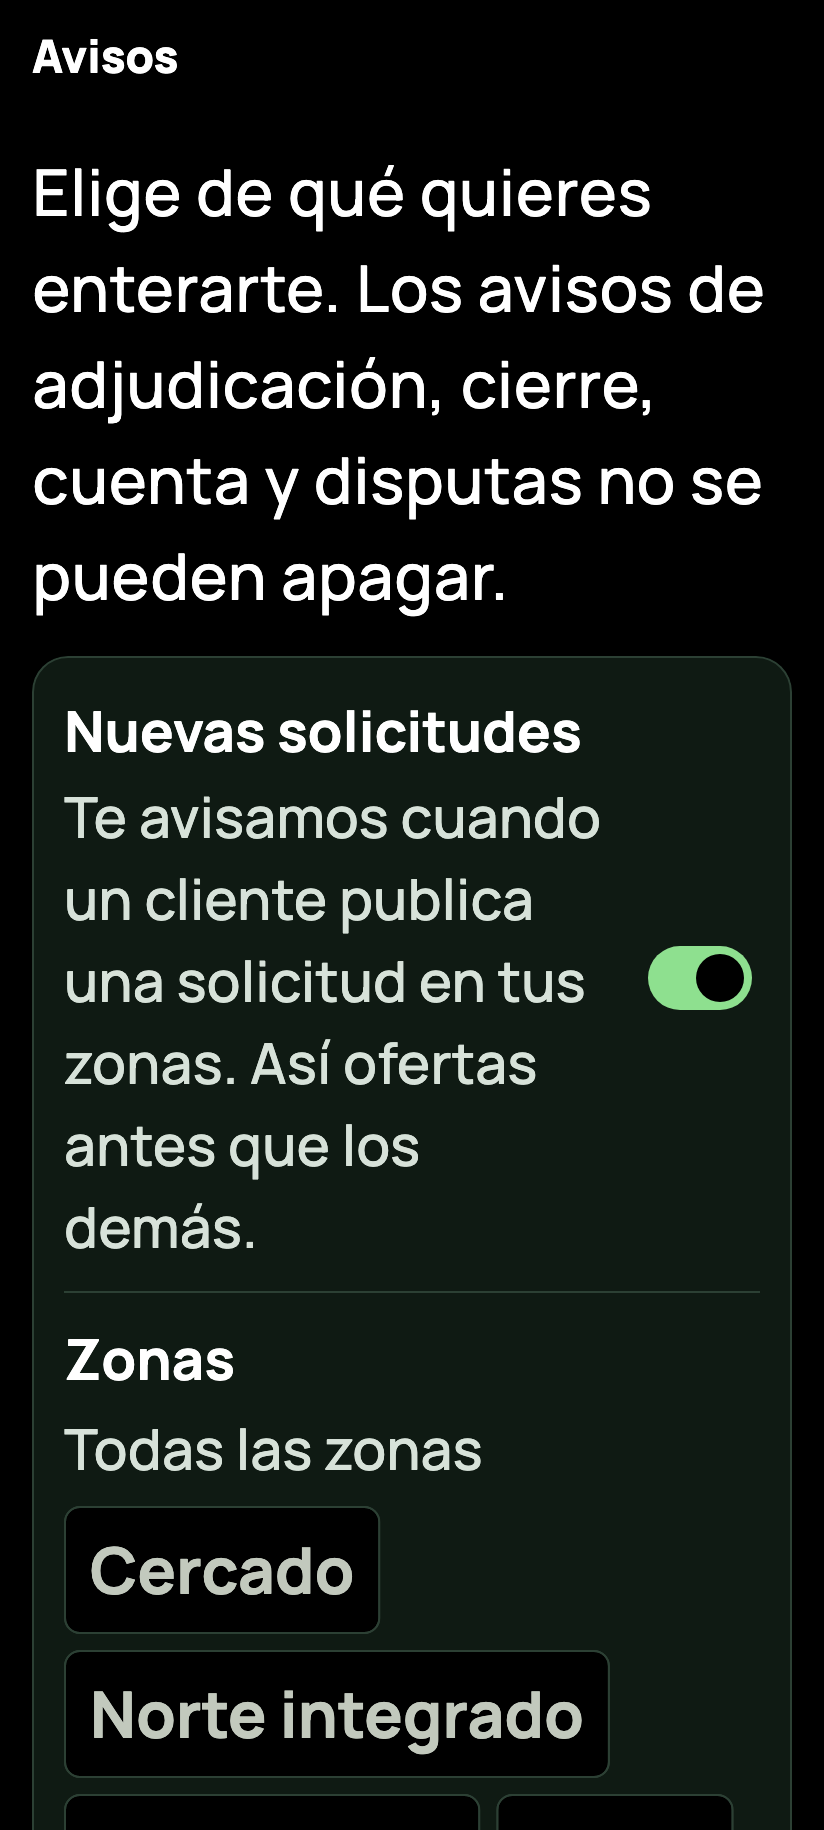 Avisos
Elige de qué quieres
enterarte. Los avisos de
adjudicación, cierre,
cuenta y disputas no se
pueden apagar.
Nuevas solicitudes
Te avisamos cuando
un cliente publica
una solicitud en tus
zonas. Así ofertas
antes que los
demás.
Zonas
Todas las zonas
Cercado
Norte integrado